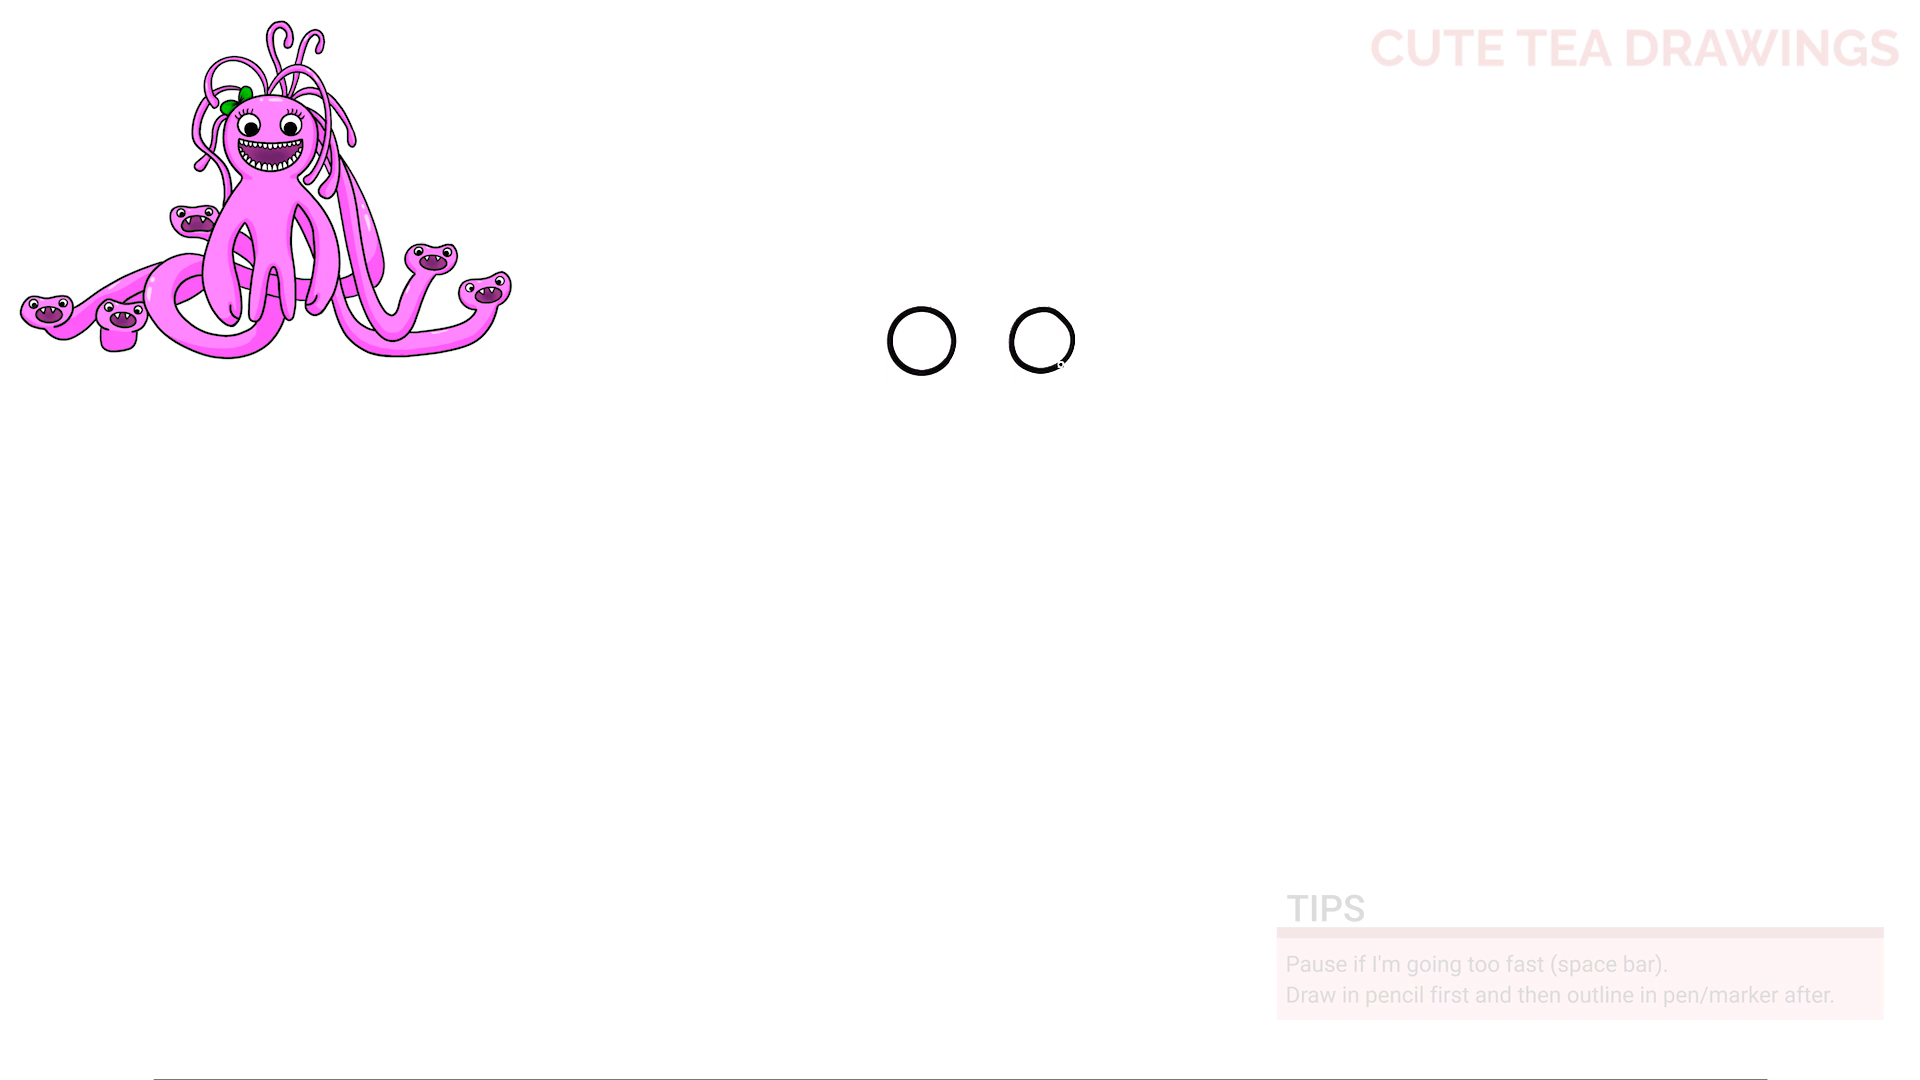 CUTE TEA DRAWINGS
TIPS
Pause if I'm going too fast (space bar).
Draw in pencil first and then outline in pen/marker after.